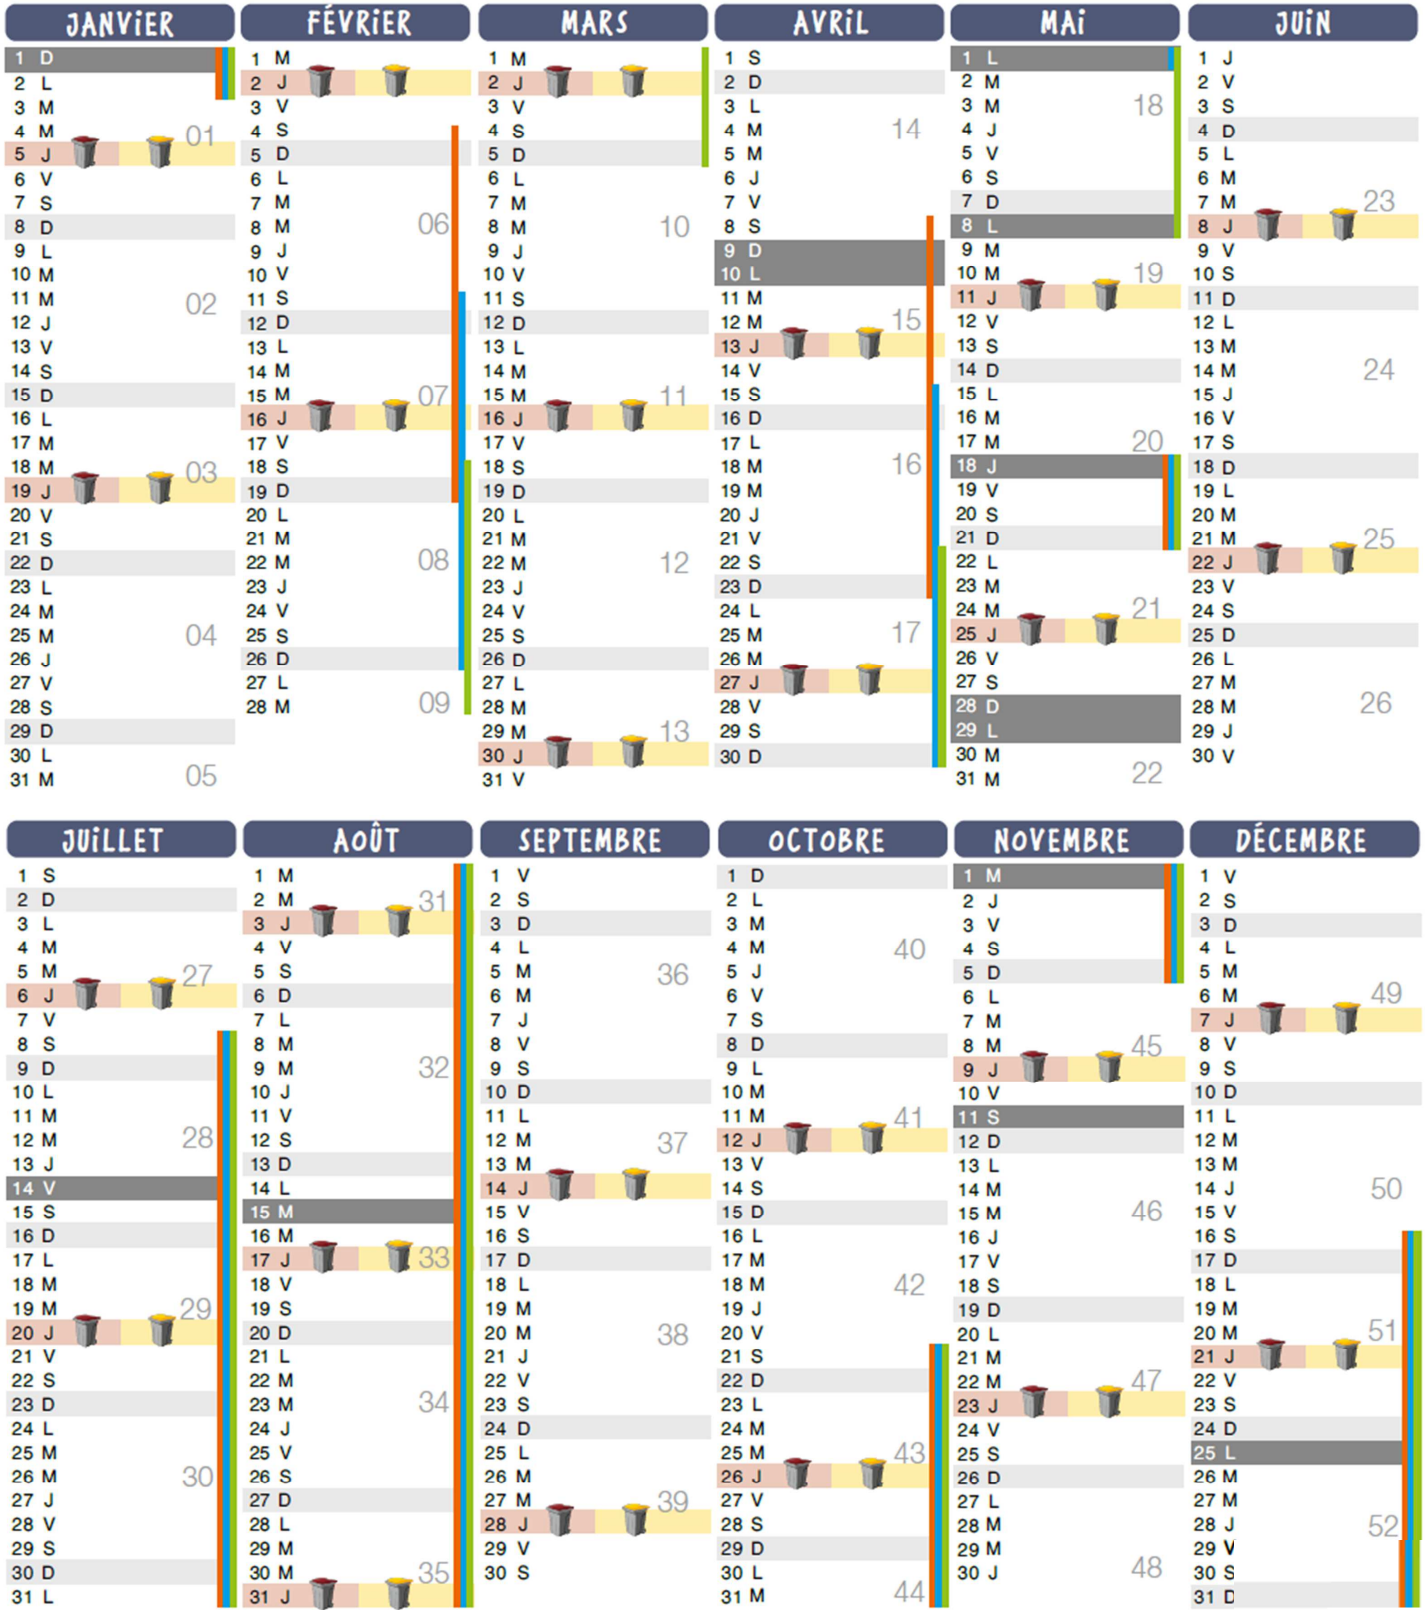 JANViER
1 D
2 L
3 M
4 M 01
5 J
6 V
7 S
8 D
9 L
10 M
11 M 02
12 J
13 V
14 S
15 D
16 L
17 M
18 M 03
19 J
20 V
21 S
22 D
23 L
24 M
25 M 04
26 J
27 V
28 S
29 D
30 L
31 M 05
FÉVRiER
1 M
2 J
3 V
4 S
5 D
6 L
7 M
8 M 06
9 J
10 V
11 S
12 D
13 L
14 M
15 M 07
16 J
17 V
18 S
19 D
20 L
21 M
22 M 08
23 J
24 V
25 S
26 D
27 L
28 M 09
MARS
1 M
2 J
3 V
4 S
5 D
6 L
7 M
8 M 10
9 J
10 V
11 S
12 D
13 L
14 M
15 M 11
16 J
17 V
18 S
19 D
20 L
21 M
22 M 12
23 J
24 V
25 S
26 D
27 L
28 M
29 M 13
30 J
31 V
AVRiL
1 S
2 D
3 L
4 M 14
5 M
6 J
7 V
8 S
9 D
10 L
11 M
12 M 15
13 J
14 V
15 S
16 D
17 L
18 M 16
19 M
20 J
21 V
22 S
23 D
24 L
25 M 17
26 M
27 J
28 V
29 S
30 D
MAi
1 L
2 M
3 M 18
4 J
5 V
6 S
7 D
8 L
9 M
10 M 19
11 J
12 V
13 S
14 D
15 L
16 M
17 M 20
18 J
19 V
20 S
21 D
22 L
23 M
24 M 21
25 J
26 V
27 S
28 D
29 L
30 M
31 M 22
JUiN
1 J
2 V
3 S
4 D
5 L
6 M
7 M 23
8 J
9 V
10 S
11 D
12 L
13 M
14 M 24
15 J
16 V
17 S
18 D
19 L
20 M
21 M 25
22 J
23 V
24 S
25 D
26 L
27 M
28 M 26
29 J
30 V
JUiLLET
1 S
2 D
3 L
4 M
5 M 27
6 J
7 V
8 S
9 D
10 L
11 M
12 M 28
13 J
14 V
15 S
16 D
17 L
18 M
19 M 29
20 J
21 V
22 S
23 D
24 L
25 M
26 M 30
27 J
28 V
29 S
30 D
31 L
AOÛT
1 M
2 M 31
3 J
4 V
5 S
6 D
7 L
8 M
9 M 32
10 J
11 V
12 S
13 D
14 L
15 M
16 M
17 J 33
18 V
19 S
20 D
21 L
22 M
23 M 34
24 J
25 V
26 S
27 D
28 L
29 M
30 M 35
31 J
SEPTEMBRE
1 V
2 S
3 D
4 L
5 M 36
6 M
7 J
8 V
9 S
10 D
11 L
12 M 37
13 M
14 J
15 V
16 S
17 D
18 L
19 M
20 M 38
21 J
22 V
23 S
24 D
25 L
26 M
27 M 39
28 J
29 V
30 S
OCTOBRE
1 D
2 L
3 M
4 M 40
5 J
6 V
7 S
8 D
9 L
10 M
11 M 41
12 J
13 V
14 S
15 D
16 L
17 M
18 M 42
19 J
20 V
21 S
22 D
23 L
24 M
25 M 43
26 J
27 V
28 S
29 D
30 L
31 M 44
NOVEMBRE
1 M
2 J
3 V
4 S
5 D
6 L
7 M
8 M 45
9 J
10 V
11 S
12 D
13 L
14 M
15 M 46
16 J
17 V
18 S
19 D
20 L
21 M
22 M 47
23 J
24 V
25 S
26 D
27 L
28 M
29 M
30 J 48
DÉCEMBRE
1 V
2 S
3 D
4 L
5 M
6 M 49
7 J
8 V
9 S
10 D
11 L
12 M
13 M
14 J 50
15 V
16 S
17 D
18 L
19 M
20 M 51
21 J
22 V
23 S
24 D
25 L
26 M
27 M
28 J 52
29 V
30 S
31 D